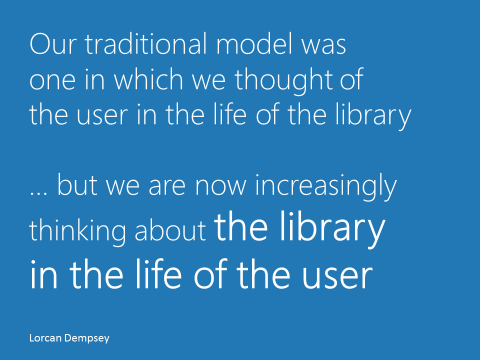 Our traditional model was
one in which we thought of
the user in the life of the library
... but we are now increasingly
thinking about the library
in the life of the user
Lorcan Dempsey